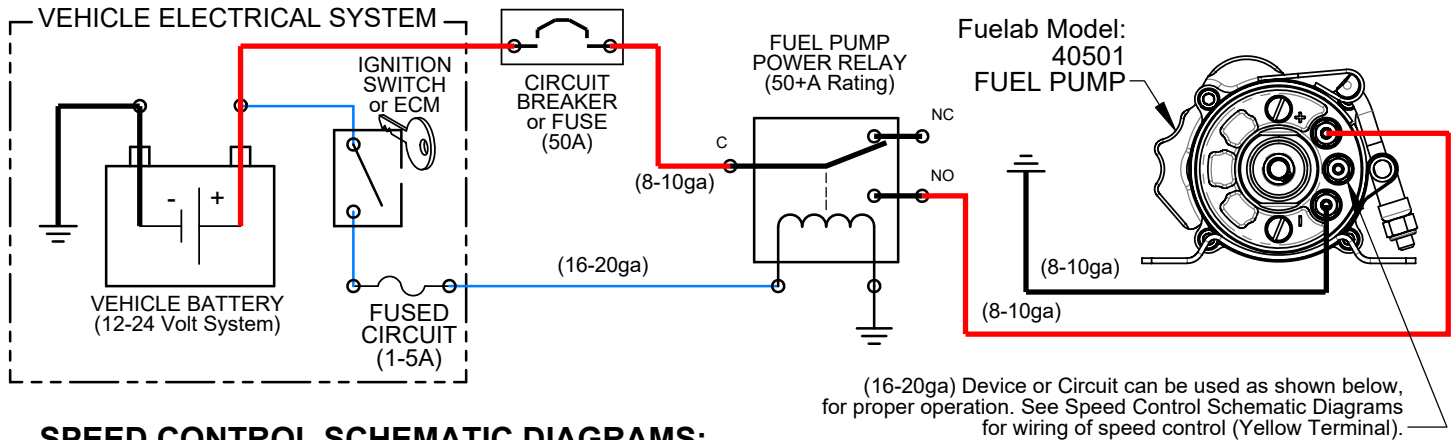 VEHICLE ELECTRICAL SYSTEM
IGNITION
SWITCH
or ECM
- +
VEHICLE BATTERY
(12-24 Volt System)
FUSED
CIRCUIT
(1-5A)
CIRCUIT
BREAKER
or FUSE
(50A)
(16-20ga)
FUEL PUMP
POWER RELAY
(50+A Rating)
C
NC
NO
(8-10ga)
Fuelab Model:
40501
FUEL PUMP
+
-
(8-10ga)
(8-10ga)
(16-20ga) Device or Circuit can be used as shown below,
for proper operation. See Speed Control Schematic Diagrams
for wiring of speed control (Yellow Terminal).
SPEED CONTROL SCHEMATIC DIAGRAMS: